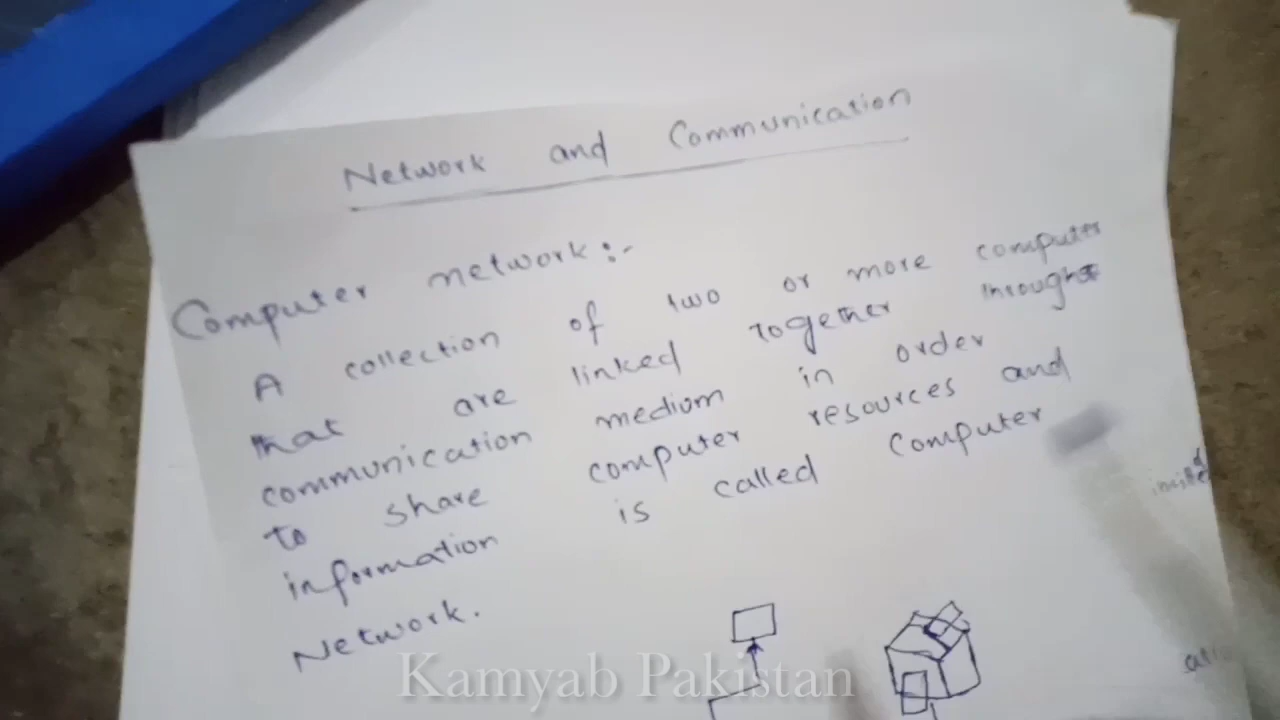 Network and Communication
Computer network:-
A collection of two or more computer
that are linked together through
communication medium in order
to share computer resources and
information is called Computer
Network.
Kamyab Pakistan